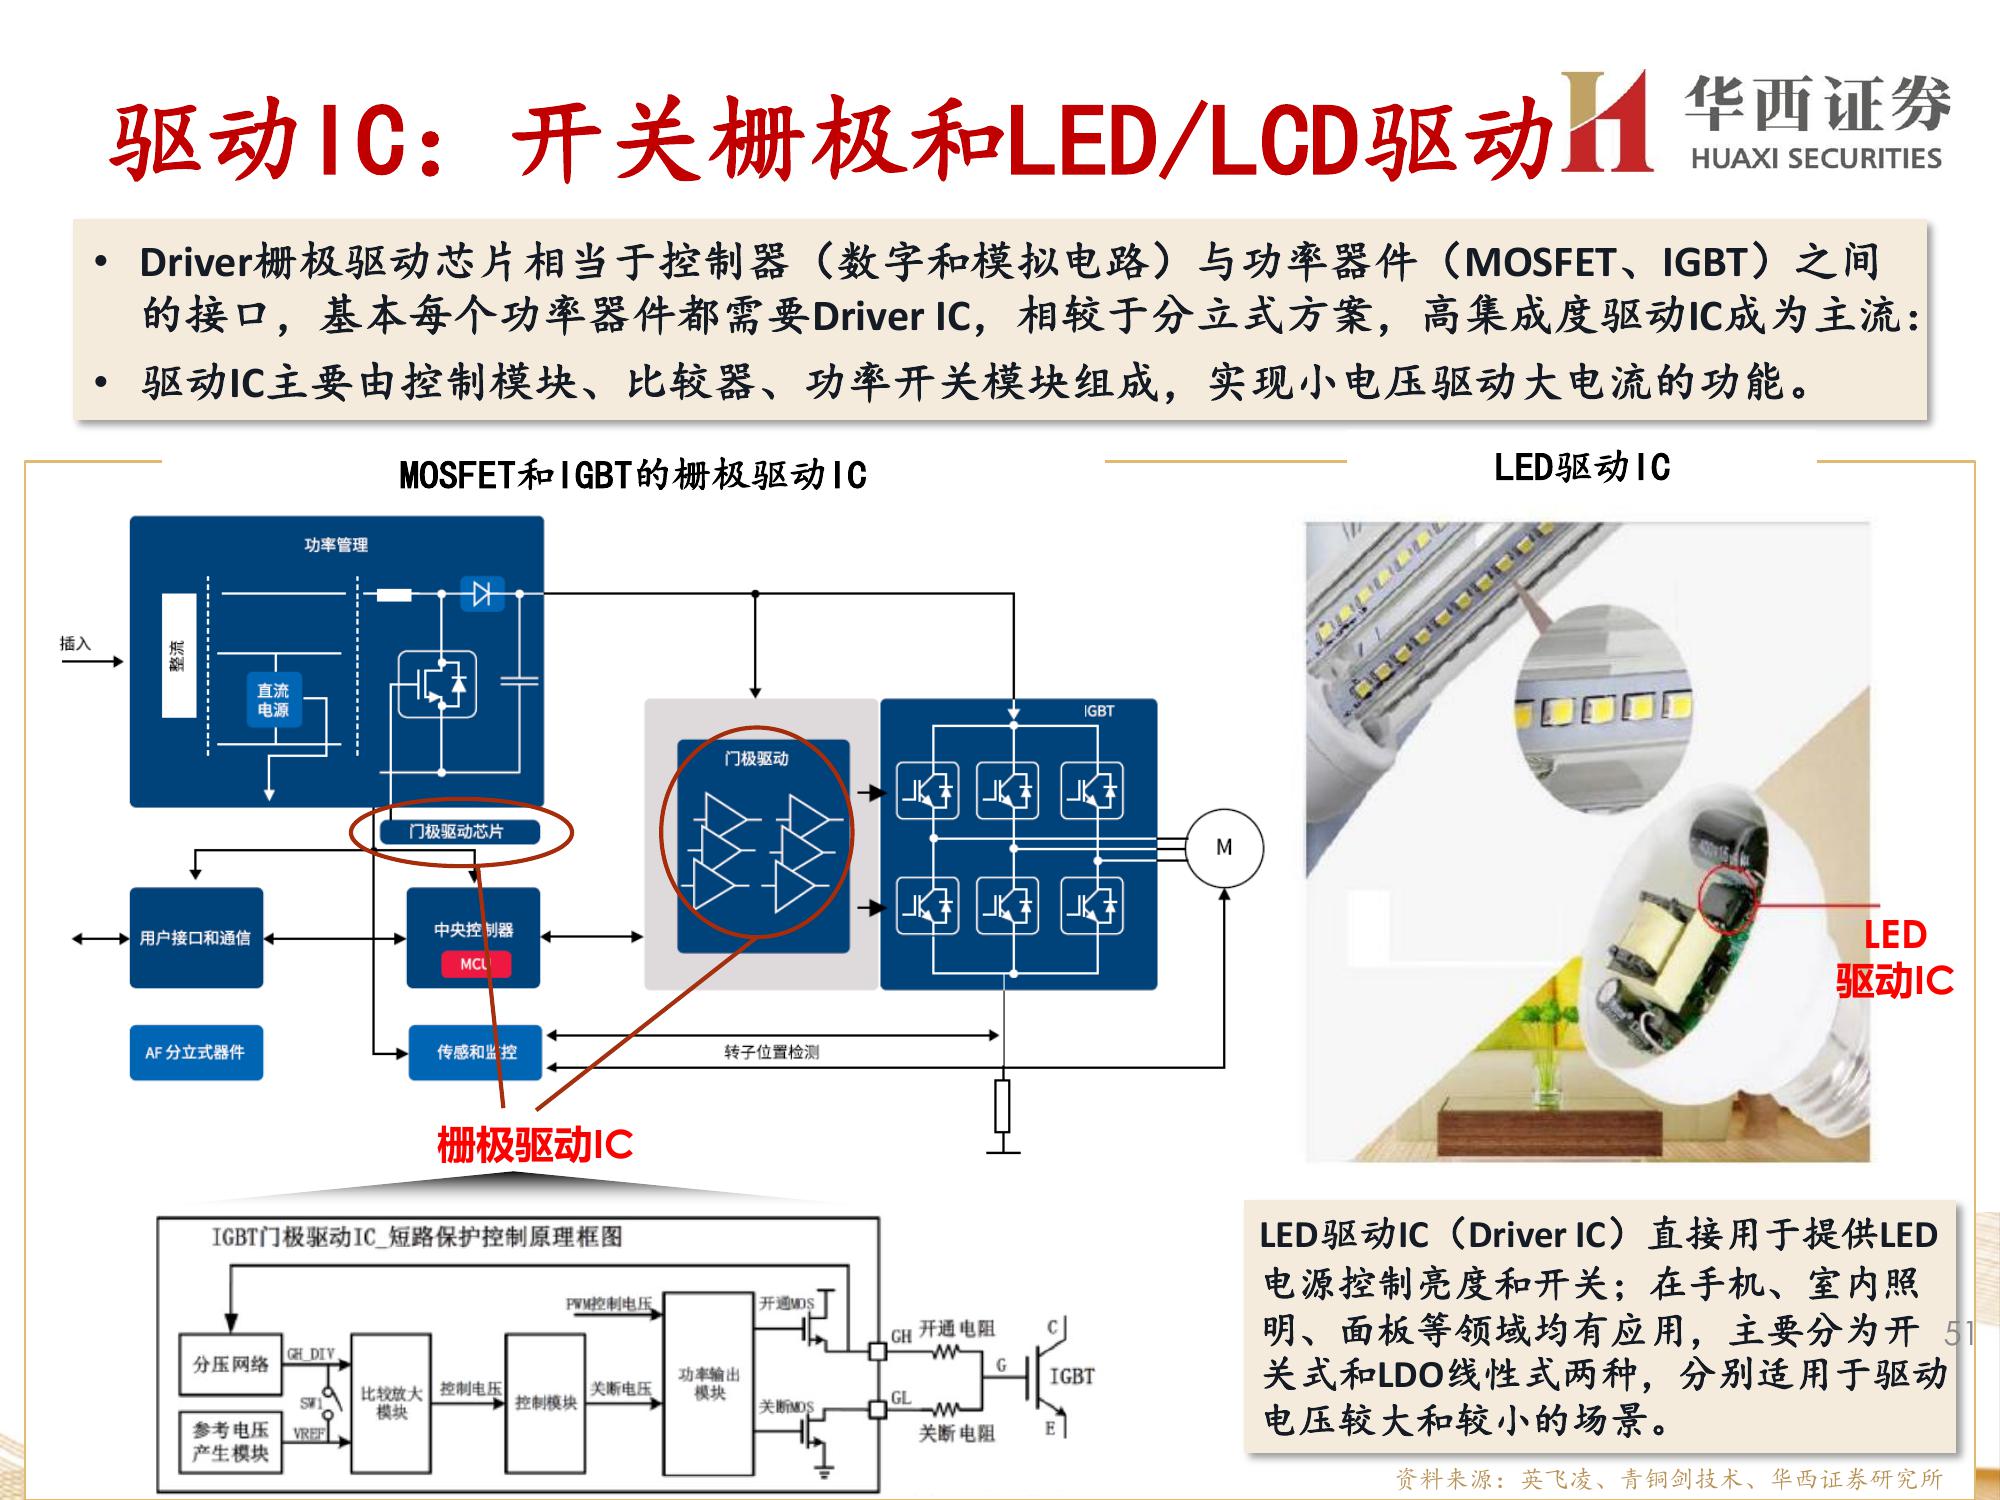 驱动IC：开关栅极和LED/LCD驱动
华西证券
HUAXI SECURITIES
• Driver栅极驱动芯片相当于控制器（数字和模拟电路）与功率器件（MOSFET、IGBT）之间
的接口，基本每个功率器件都需要Driver IC，相较于分立式方案，高集成度驱动IC成为主流：
• 驱动IC主要由控制模块、比较器、功率开关模块组成，实现小电压驱动大电流的功能。
MOSFET和IGBT的栅极驱动IC
功率管理
插入
整流
直流
电源
门极驱动芯片
门极驱动
IGBT
M
用户接口和通信
中央控制器
MCU
AF 分立式器件
传感和监控
转子位置检测
栅极驱动IC
IGBT门极驱动IC_短路保护控制原理框图
分压网络
参考电压
产生模块
GH_DIV
SW1
VREF
比较放大
模块
控制电压
控制模块
关断电压
PWM控制电压
功率输出
模块
开通MOS
关断MOS
GH
开通电阻
GL
关断电阻
G
C
IGBT
E
LED驱动IC
LED
驱动IC
LED驱动IC（Driver IC）直接用于提供LED
电源控制亮度和开关；在手机、室内照
明、面板等领域均有应用，主要分为开
关式和LDO线性式两种，分别适用于驱动
电压较大和较小的场景。
51
资料来源：英飞凌、青铜剑技术、华西证券研究所